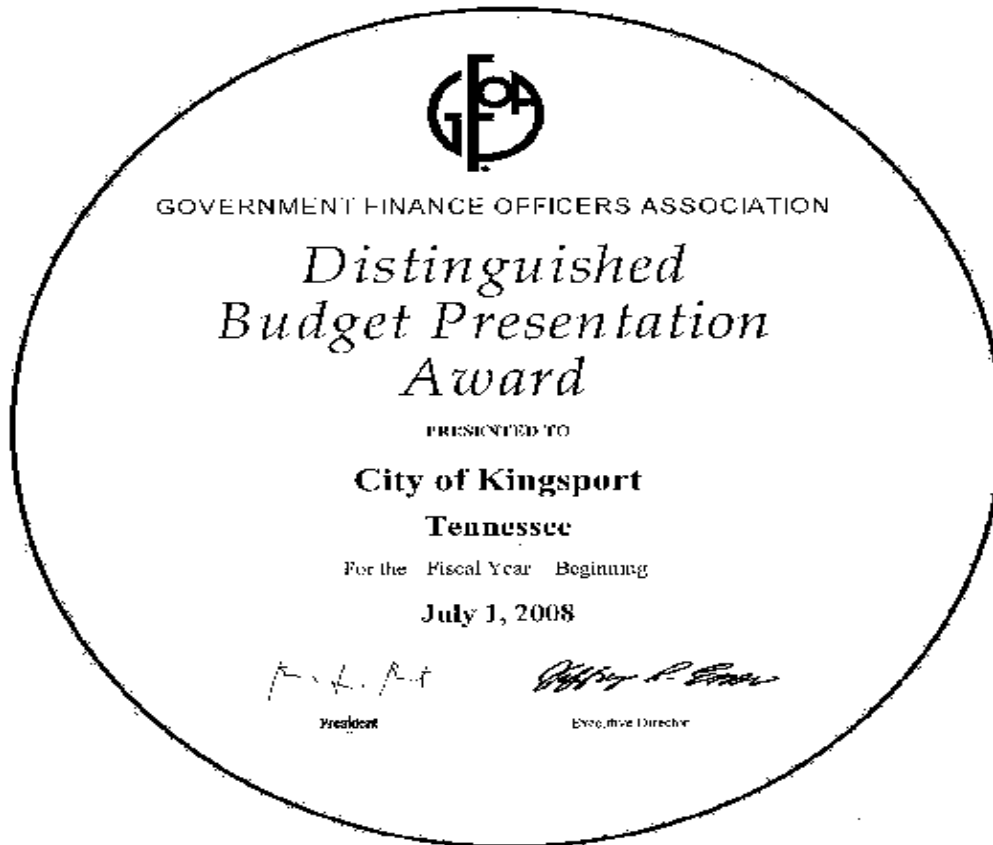 GFOA
GOVERNMENT FINANCE OFFICERS ASSOCIATION
Distinguished
Budget Presentation
Award
PRESENTED TO
City of Kingsport
Tennessee
For the Fiscal Year Beginning
July 1, 2008
President Executive Director